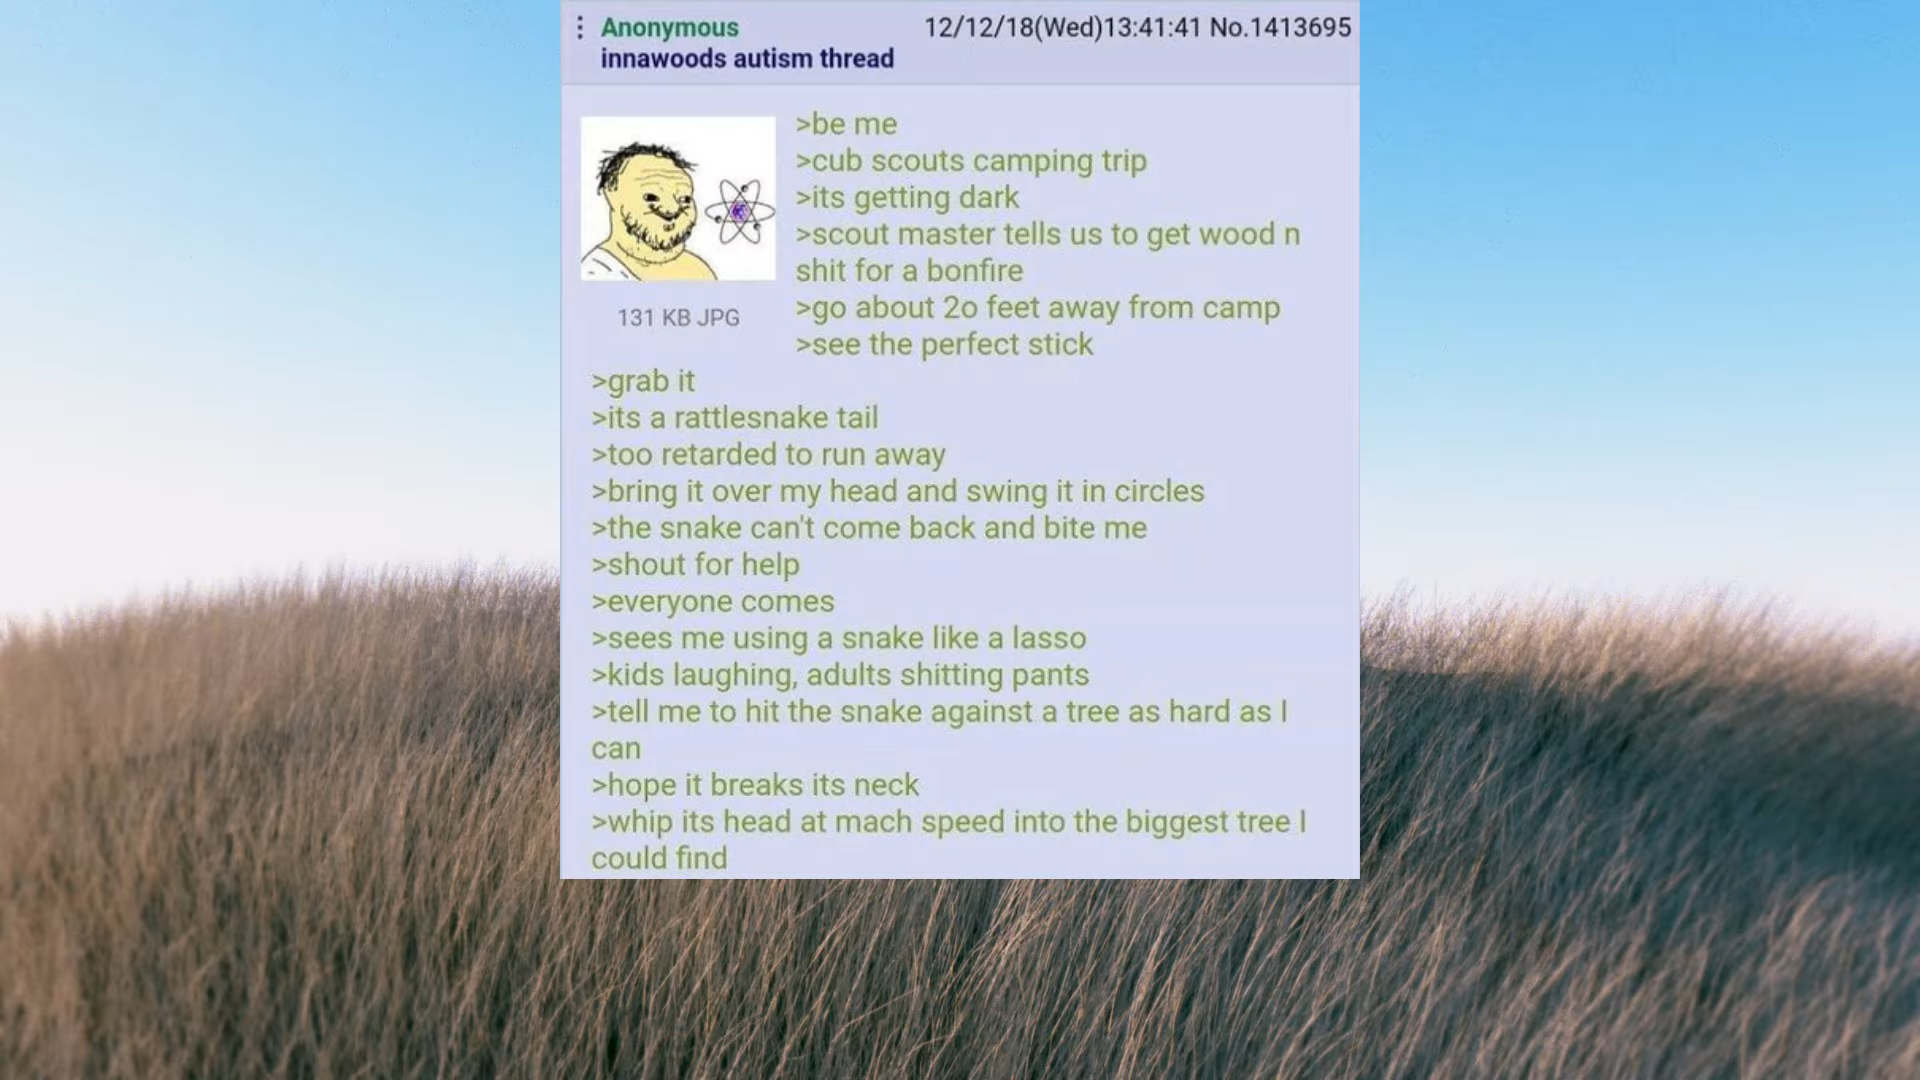 Anonymous 12/12/18(Wed)13:41:41 No.1413695
innawoods autism thread
>be me
>cub scouts camping trip
>its getting dark
>scout master tells us to get wood n
shit for a bonfire
>go about 2o feet away from camp
131 KB JPG
>see the perfect stick
>grab it
>its a rattlesnake tail
>too retarded to run away
>bring it over my head and swing it in circles
>the snake can't come back and bite me
>shout for help
>everyone comes
>sees me using a snake like a lasso
>kids laughing, adults shitting pants
>tell me to hit the snake against a tree as hard as I
can
>hope it breaks its neck
>whip its head at mach speed into the biggest tree I
could find